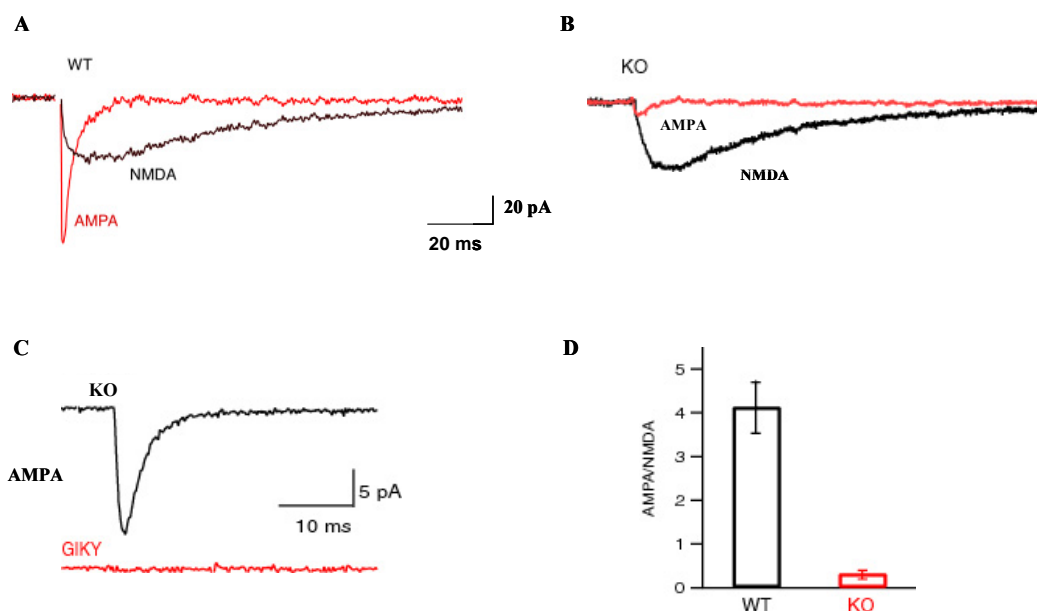 A
WT
NMDA
AMPA
20 pA
20 ms
B
KO
AMPA
NMDA
C
KO
AMPA
5 pA
10 ms
GIKY
D
AMPA/NMDA
5
4
3
2
1
0
WT
KO